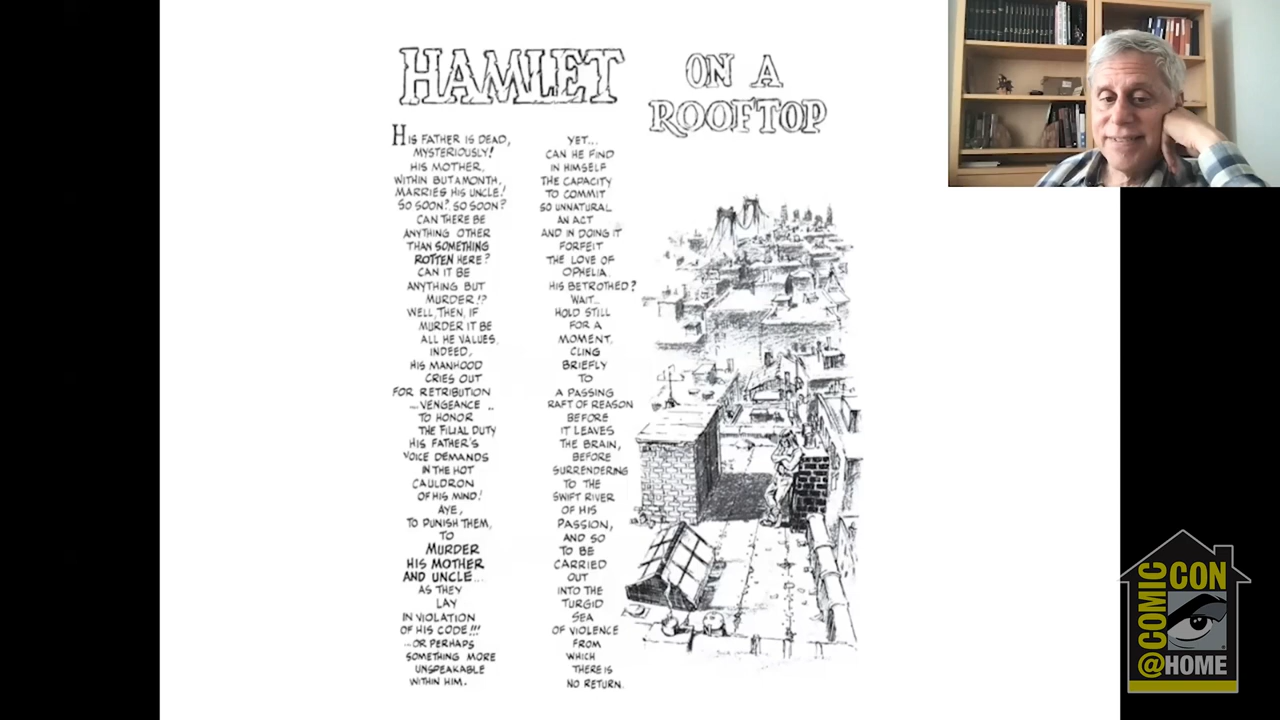 HAMLET ON A
ROOFTOP
HIS FATHER IS DEAD,
MYSTERIOUSLY!
HIS MOTHER,
WITHIN BUT A MONTH,
MARRIES HIS UNCLE!
SO SOON? SO SOON?
CAN THERE BE
ANYTHING OTHER
THAN SOMETHING
ROTTEN HERE?
CAN IT BE
ANYTHING BUT
MURDER!?
WELL, THEN, IF
MURDER IT BE
ALL HE VALUES,
INDEED,
HIS MANHOOD
CRIES OUT
FOR RETRIBUTION
...VENGEANCE ..
TO HONOR
THE FILIAL DUTY
HIS FATHER'S
VOICE DEMANDS
IN THE HOT
CAULDRON
OF HIS MIND!
AYE,
TO PUNISH THEM,
TO
MURDER
HIS MOTHER
AND UNCLE...
AS THEY
LAY
IN VIOLATION
OF HIS CODE!!!
...OR PERHAPS
SOMETHING MORE
UNSPEAKABLE
WITHIN HIM.
YET...
CAN HE FIND
IN HIMSELF
THE CAPACITY
TO COMMIT
SO UNNATURAL
AN ACT
AND IN DOING IT
FORFEIT
THE LOVE OF
OPHELIA.
HIS BETROTHED?
WAIT...
HOLD STILL
FOR A
MOMENT,
CLING
BRIEFLY
TO
A PASSING
RAFT OF REASON
BEFORE
IT LEAVES
THE BRAIN,
BEFORE
SURRENDERING
TO THE
SWIFT RIVER
OF HIS
PASSION,
AND SO
TO BE
CARRIED
OUT
INTO THE
TURGID
SEA
OF VIOLENCE
FROM
WHICH
THERE IS
NO RETURN.
COMIC CON
@HOME